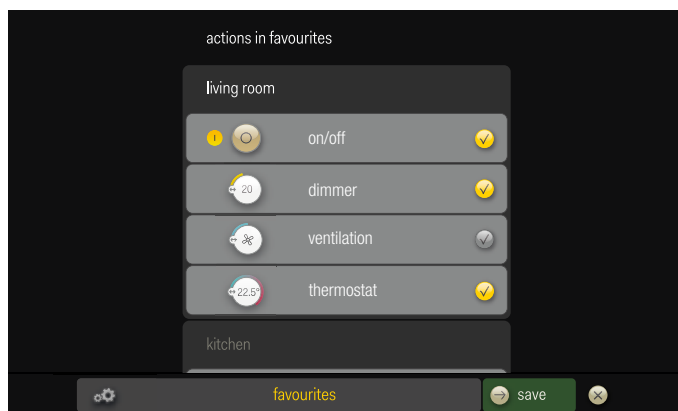 actions in favourites
living room
on/off
20 dimmer
ventilation
22.5° thermostat
kitchen
favourites save